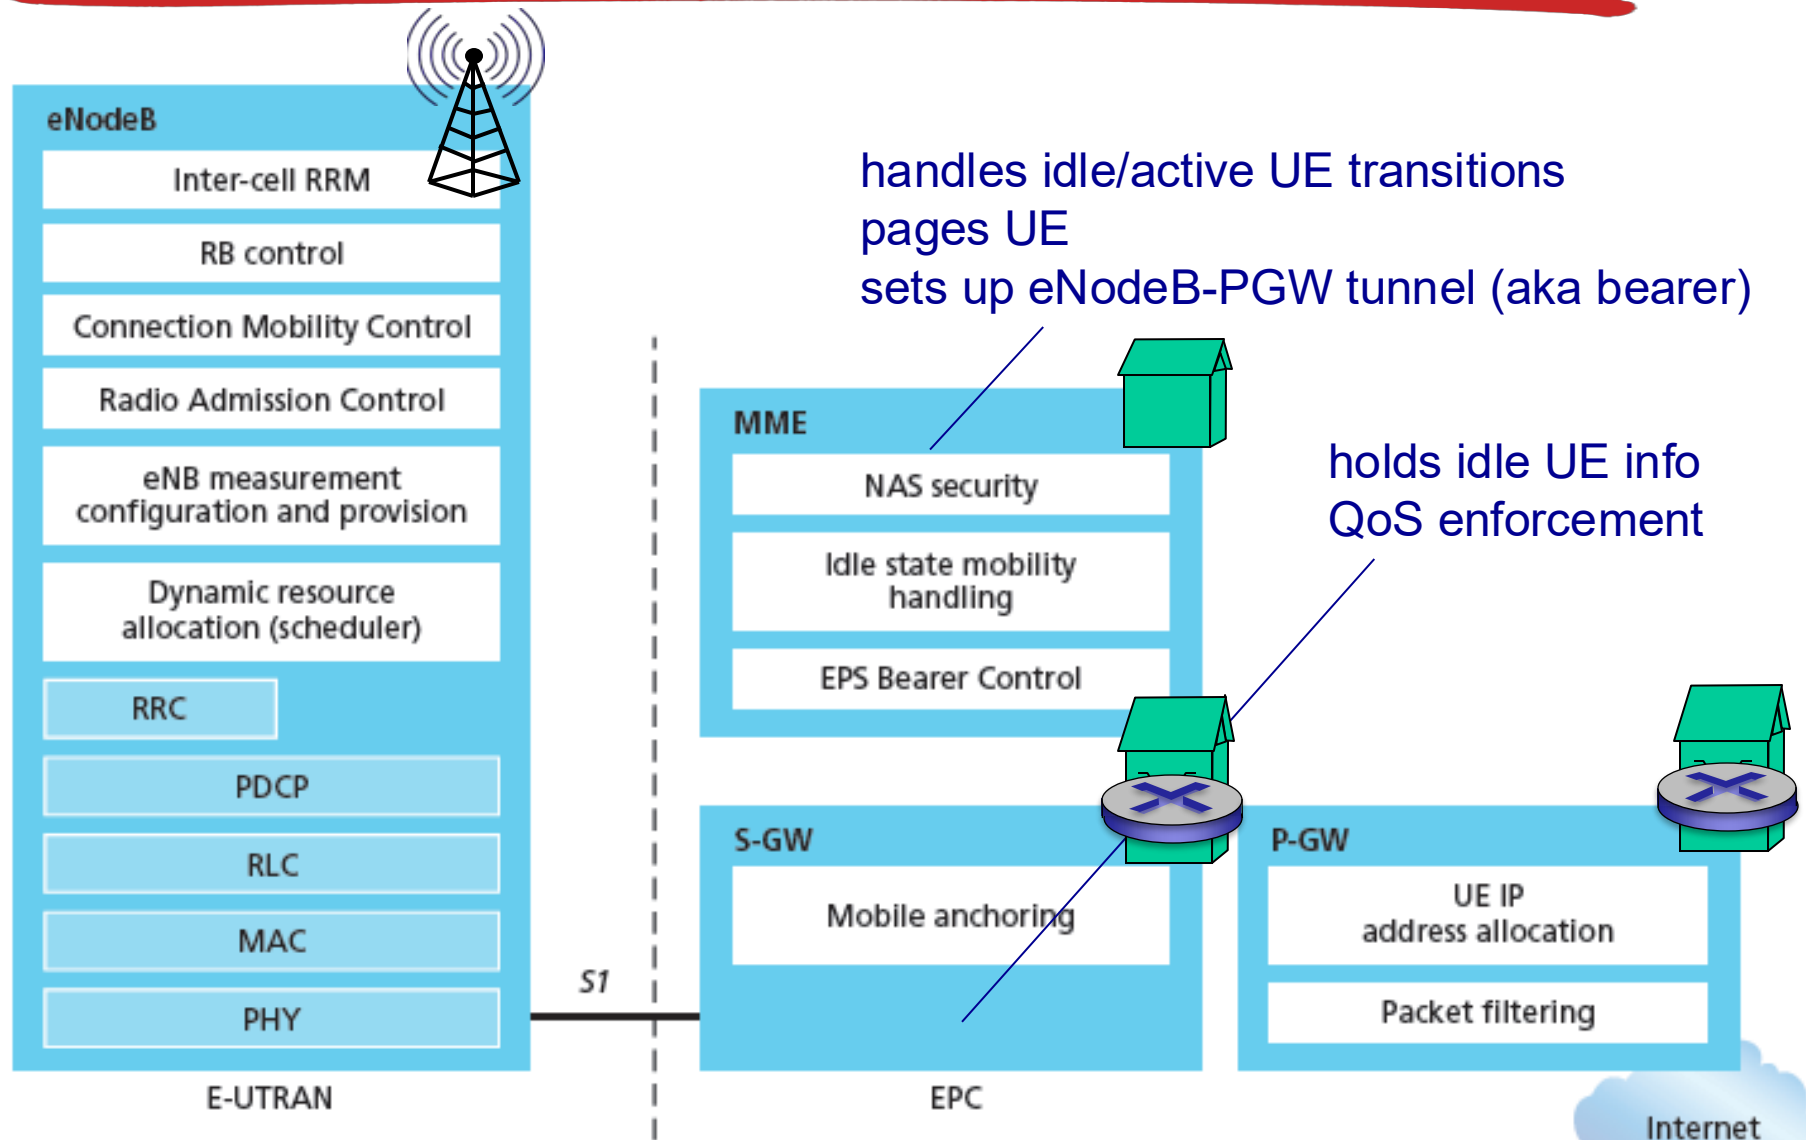 eNodeB
Inter-cell RRM
RB control
Connection Mobility Control
Radio Admission Control
eNB measurement
configuration and provision
Dynamic resource
allocation (scheduler)
RRC
PDCP
RLC
MAC
PHY
E-UTRAN
S1
handles idle/active UE transitions
pages UE
sets up eNodeB-PGW tunnel (aka bearer)
MME
NAS security
Idle state mobility
handling
EPS Bearer Control
holds idle UE info
QoS enforcement
S-GW
Mobile anchoring
EPC
P-GW
UE IP
address allocation
Packet filtering
Internet